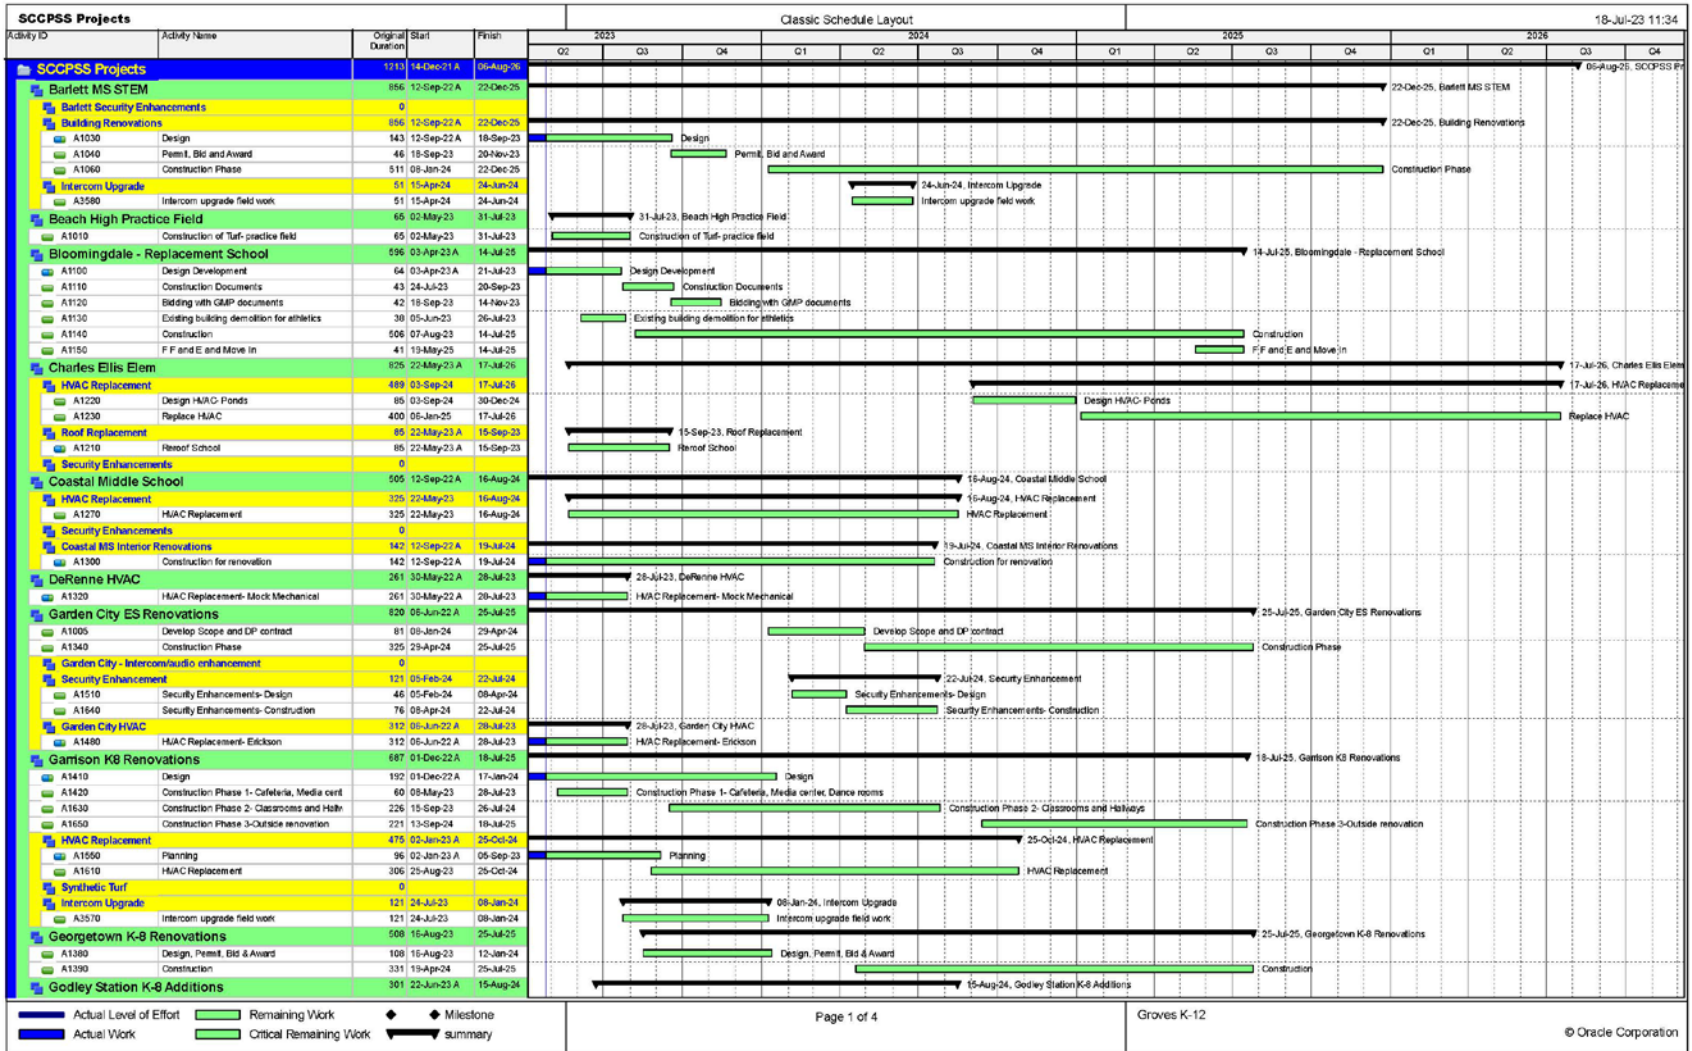 SCCPSS Projects Classic Schedule Layout 18-Jul-23 11:34
Activity ID Activity Name Original Duration Start Finish 2023 2024 2025 2026
Q2 Q3 Q4 Q1 Q2 Q3 Q4 Q1 Q2 Q3 Q4 Q1 Q2 Q3 Q4
SCCPSS Projects 1213 14-Dec-21 A 06-Aug-26 06-Aug-26, SCCPSS Pr
Barlett MS STEM 856 12-Sep-22 A 22-Dec-25 22-Dec-25, Barlett MS STEM
Barlett Security Enhancements 0
Building Renovations 856 12-Sep-22 A 22-Dec-25 22-Dec-25, Building Renovations
A1030 Design 143 12-Sep-22 A 18-Sep-23 Design
A1040 Permit, Bid and Award 46 18-Sep-23 20-Nov-23 Permit, Bid and Award
A1060 Construction Phase 511 08-Jan-24 22-Dec-25 Construction Phase
Intercom Upgrade 51 15-Apr-24 24-Jun-24 24-Jun-24, Intercom Upgrade
A3580 Intercom upgrade field work 51 15-Apr-24 24-Jun-24 Intercom upgrade field work
Beach High Practice Field 65 02-May-23 31-Jul-23 31-Jul-23, Beach High Practice Field
A1010 Construction of Turf- practice field 65 02-May-23 31-Jul-23 Construction of Turf- practice field
Bloomingdale - Replacement School 596 03-Apr-23 A 14-Jul-25 14-Jul-25, Bloomingdale - Replacement School
A1100 Design Development 64 03-Apr-23 A 21-Jul-23 Design Development
A1110 Construction Documents 43 24-Jul-23 20-Sep-23 Construction Documents
A1120 Bidding with GMP documents 42 18-Sep-23 14-Nov-23 Bidding with GMP documents
A1130 Existing building demolition for athletics 38 05-Jun-23 26-Jul-23 Existing building demolition for athletics
A1140 Construction 506 07-Aug-23 14-Jul-25 Construction
A1150 F F and E and Move In 41 19-May-25 14-Jul-25 F F and E and Move In
Charles Ellis Elem 825 22-May-23 A 17-Jul-26 17-Jul-26, Charles Ellis Elem
HVAC Replacement 489 03-Sep-24 17-Jul-26 17-Jul-26, HVAC Replaceme
A1220 Design HVAC- Ponds 85 03-Sep-24 30-Dec-24 Design HVAC- Ponds
A1230 Replace HVAC 400 06-Jan-25 17-Jul-26 Replace HVAC
Roof Replacement 85 22-May-23 A 15-Sep-23 15-Sep-23, Roof Replacement
A1210 Reroof School 85 22-May-23 A 15-Sep-23 Reroof School
Security Enhancements 0
Coastal Middle School 505 12-Sep-22 A 16-Aug-24 16-Aug-24, Coastal Middle School
HVAC Replacement 325 22-May-23 16-Aug-24 16-Aug-24, HVAC Replacement
A1270 HVAC Replacement 325 22-May-23 16-Aug-24 HVAC Replacement
Security Enhancements 0
Coastal MS Interior Renovations 142 12-Sep-22 A 19-Jul-24 19-Jul-24, Coastal MS Interior Renovations
A1300 Construction for renovation 142 12-Sep-22 A 19-Jul-24 Construction for renovation
DeRenne HVAC 261 30-May-22 A 28-Jul-23 28-Jul-23, DeRenne HVAC
A1320 HVAC Replacement- Mock Mechanical 261 30-May-22 A 28-Jul-23 HVAC Replacement- Mock Mechanical
Garden City ES Renovations 820 06-Jun-22 A 25-Jul-25 25-Jul-25, Garden City ES Renovations
A1005 Develop Scope and DP contract 81 08-Jan-24 29-Apr-24 Develop Scope and DP contract
A1340 Construction Phase 325 29-Apr-24 25-Jul-25 Construction Phase
Garden City - Intercom/audio enhancement 0
Security Enhancement 121 05-Feb-24 22-Jul-24 22-Jul-24, Security Enhancement
A1510 Security Enhancements- Design 46 05-Feb-24 08-Apr-24 Security Enhancements- Design
A1640 Security Enhancements- Construction 76 08-Apr-24 22-Jul-24 Security Enhancements- Construction
Garden City HVAC 312 06-Jun-22 A 28-Jul-23 28-Jul-23, Garden City HVAC
A1480 HVAC Replacement- Erickson 312 06-Jun-22 A 28-Jul-23 HVAC Replacement- Erickson
Garrison K8 Renovations 687 01-Dec-22 A 18-Jul-25 18-Jul-25, Garrison K8 Renovations
A1410 Design 192 01-Dec-22 A 17-Jan-24 Design
A1420 Construction Phase 1- Cafeteria, Media cent 60 08-May-23 28-Jul-23 Construction Phase 1- Cafeteria, Media center, Dance rooms
A1630 Construction Phase 2- Classrooms and Hallw 226 15-Sep-23 26-Jul-24 Construction Phase 2- Classrooms and Hallways
A1650 Construction Phase 3-Outside renovation 221 13-Sep-24 18-Jul-25 Construction Phase 3-Outside renovation
HVAC Replacement 475 02-Jan-23 A 25-Oct-24 25-Oct-24, HVAC Replacement
A1550 Planning 96 02-Jan-23 A 05-Sep-23 Planning
A1610 HVAC Replacement 306 25-Aug-23 25-Oct-24 HVAC Replacement
Synthetic Turf 0
Intercom Upgrade 121 24-Jul-23 08-Jan-24 08-Jan-24, Intercom Upgrade
A3570 Intercom upgrade field work 121 24-Jul-23 08-Jan-24 Intercom upgrade field work
Georgetown K-8 Renovations 508 16-Aug-23 25-Jul-25 25-Jul-25, Georgetown K-8 Renovations
A1380 Design, Permit, Bid & Award 108 16-Aug-23 12-Jan-24 Design, Permit, Bid & Award
A1390 Construction 331 19-Apr-24 25-Jul-25 Construction
Godley Station K-8 Additions 301 22-Jun-23 A 15-Aug-24 15-Aug-24, Godley Station K-8 Additions
Actual Level of Effort Remaining Work Milestone Page 1 of 4 Groves K-12
Actual Work Critical Remaining Work summary © Oracle Corporation